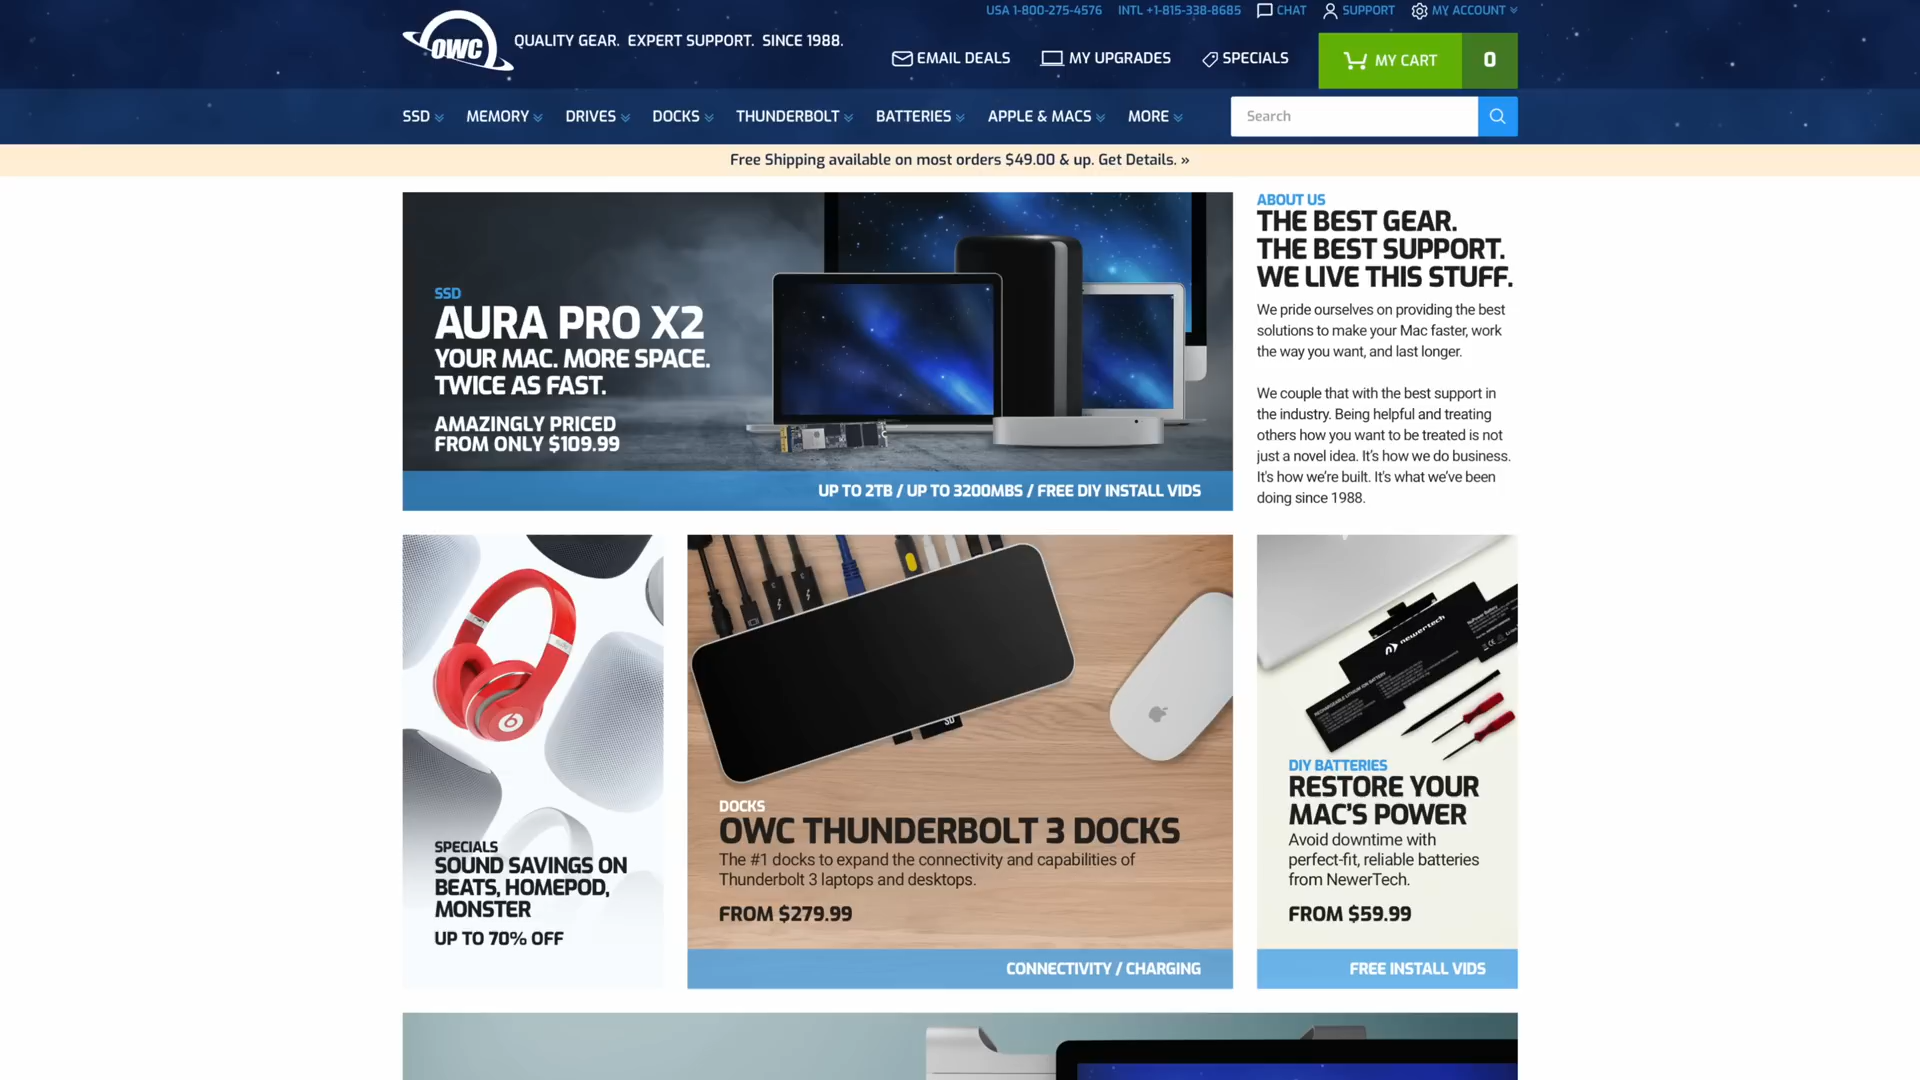 USA 1-800-275-4576 INTL +1-815-338-8685 CHAT SUPPORT MY ACCOUNT
OWC
QUALITY GEAR. EXPERT SUPPORT. SINCE 1988.
EMAIL DEALS MY UPGRADES SPECIALS MY CART 0
SSD MEMORY DRIVES DOCKS THUNDERBOLT BATTERIES APPLE & MACS MORE Search
Free Shipping available on most orders $49.00 & up. Get Details. »
SSD
AURA PRO X2
YOUR MAC. MORE SPACE.
TWICE AS FAST.
AMAZINGLY PRICED
FROM ONLY $109.99
UP TO 2TB / UP TO 3200MBS / FREE DIY INSTALL VIDS
ABOUT US
THE BEST GEAR.
THE BEST SUPPORT.
WE LIVE THIS STUFF.
We pride ourselves on providing the best
solutions to make your Mac faster, work
the way you want, and last longer.
We couple that with the best support in
the industry. Being helpful and treating
others how you want to be treated is not
just a novel idea. It's how we do business.
It's how we're built. It's what we've been
doing since 1988.
SPECIALS
SOUND SAVINGS ON
BEATS, HOMEPOD,
MONSTER
UP TO 70% OFF
DOCKS
OWC THUNDERBOLT 3 DOCKS
The #1 docks to expand the connectivity and capabilities of
Thunderbolt 3 laptops and desktops.
FROM $279.99
CONNECTIVITY / CHARGING
newertech
RECHARGEABLE LITHIUM ION BATTERY
DIY BATTERIES
RESTORE YOUR
MAC'S POWER
Avoid downtime with
perfect-fit, reliable batteries
from NewerTech.
FROM $59.99
FREE INSTALL VIDS